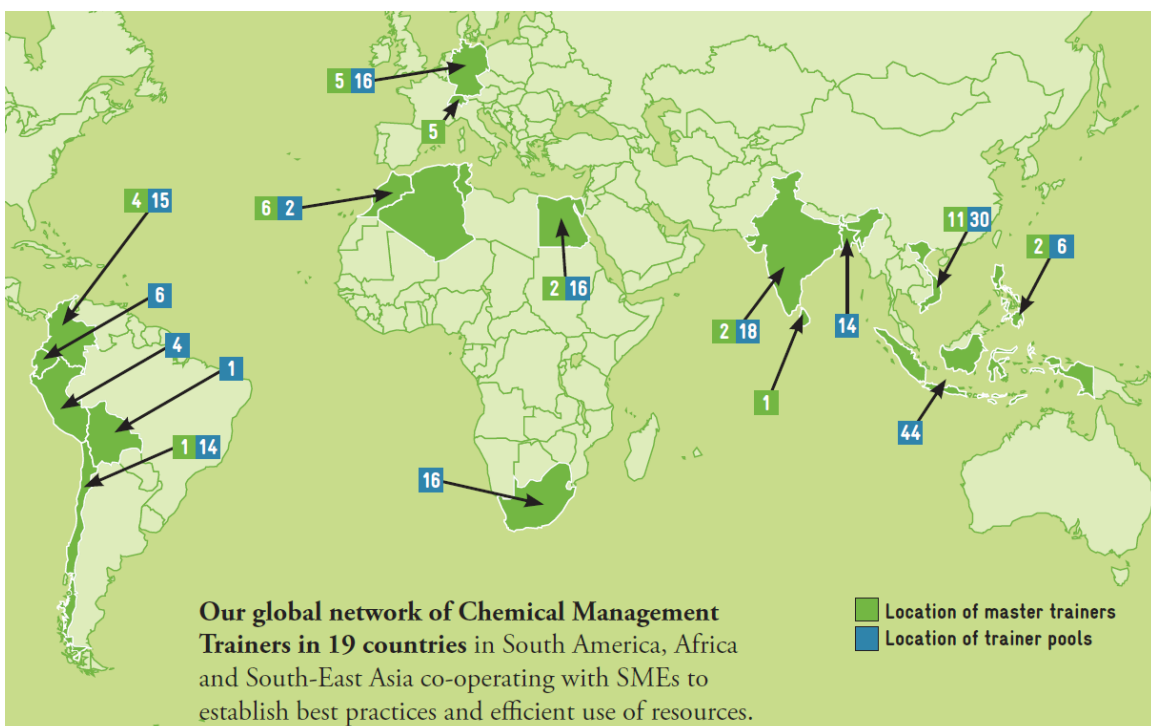 5 16
5
6 2
4 15
2 16
11 30
2 6
6
2 18
14
4
1
1
44
1 14
16
Our global network of Chemical Management
Trainers in 19 countries in South America, Africa
and South-East Asia co-operating with SMEs to
establish best practices and efficient use of resources.
Location of master trainers
Location of trainer pools